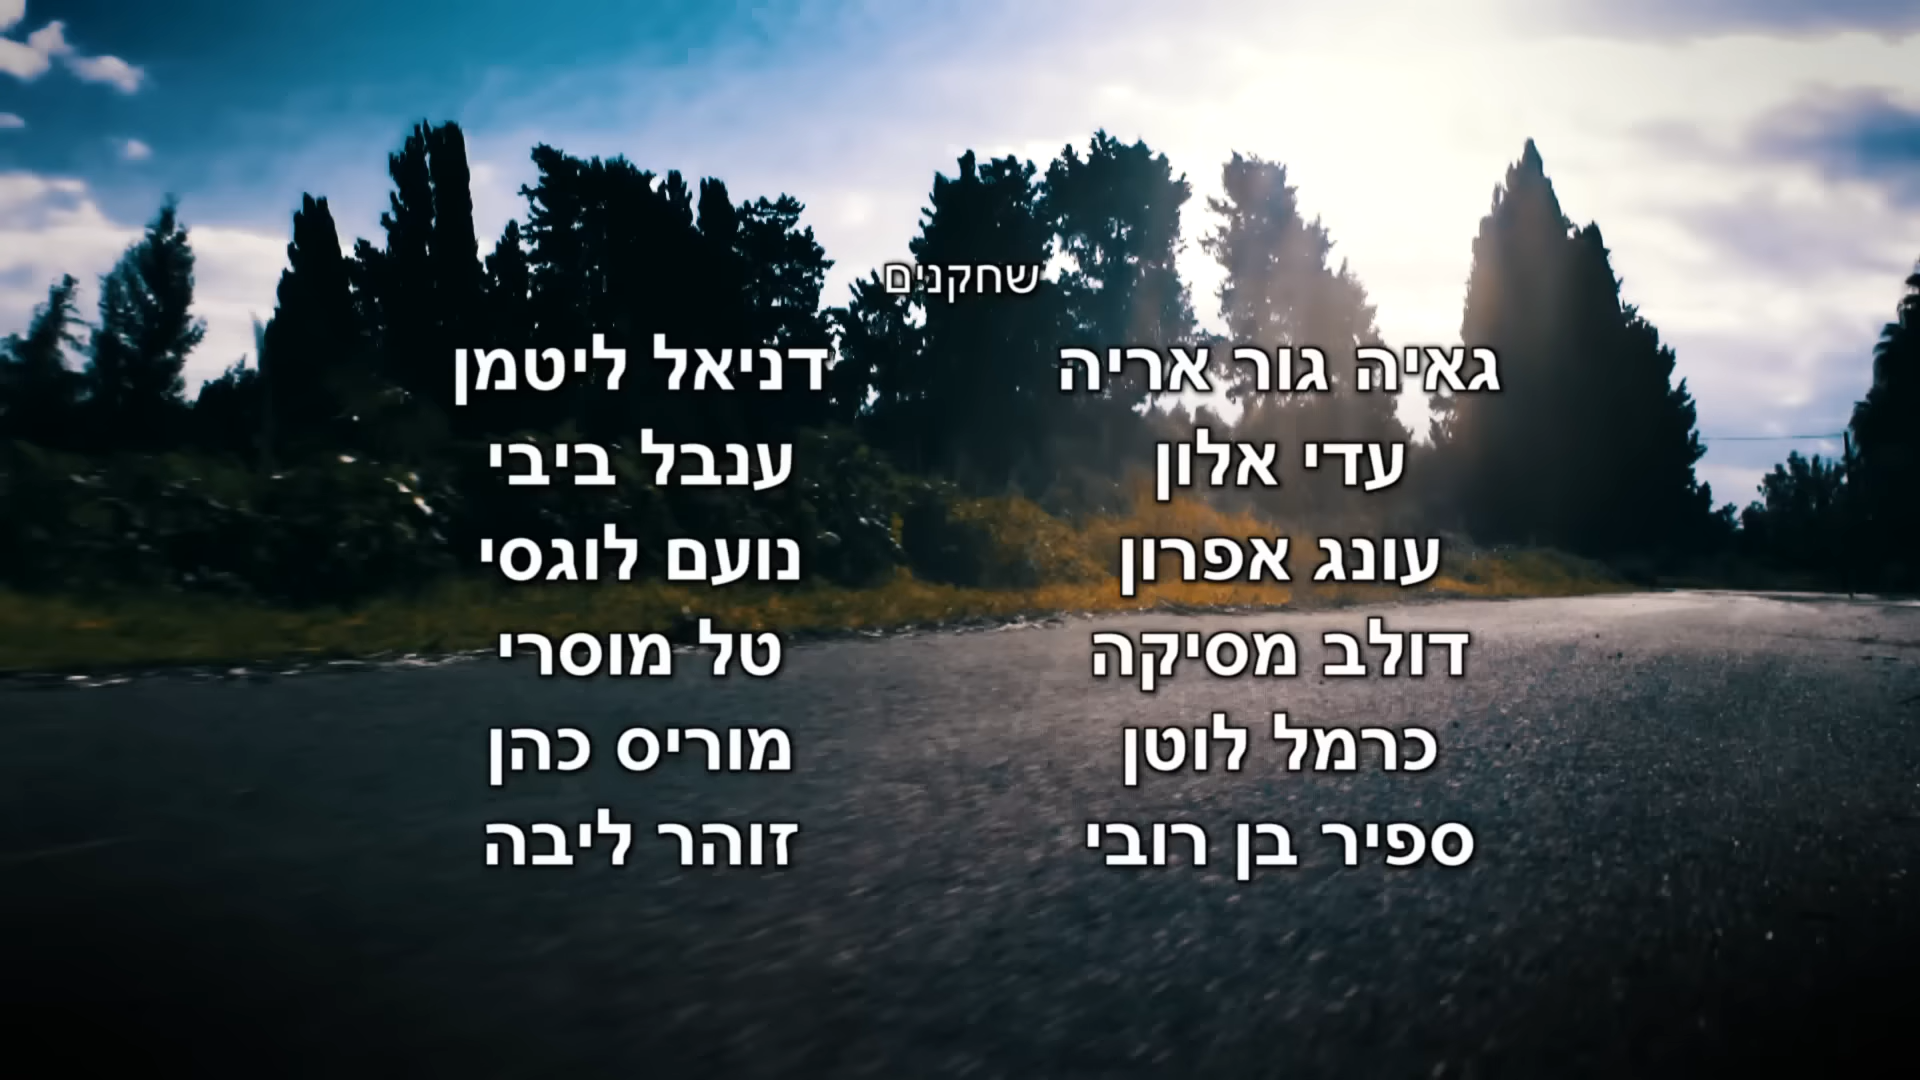 שחקנים
גאיה גור אריה
דניאל ליטמן
עדי אלון
ענבל ביבי
עונג אפרון
נועם לוגסי
דולב מסיקה
טל מוסרי
כרמל לוטן
מוריס כהן
ספיר בן רובי
זוהר ליבה